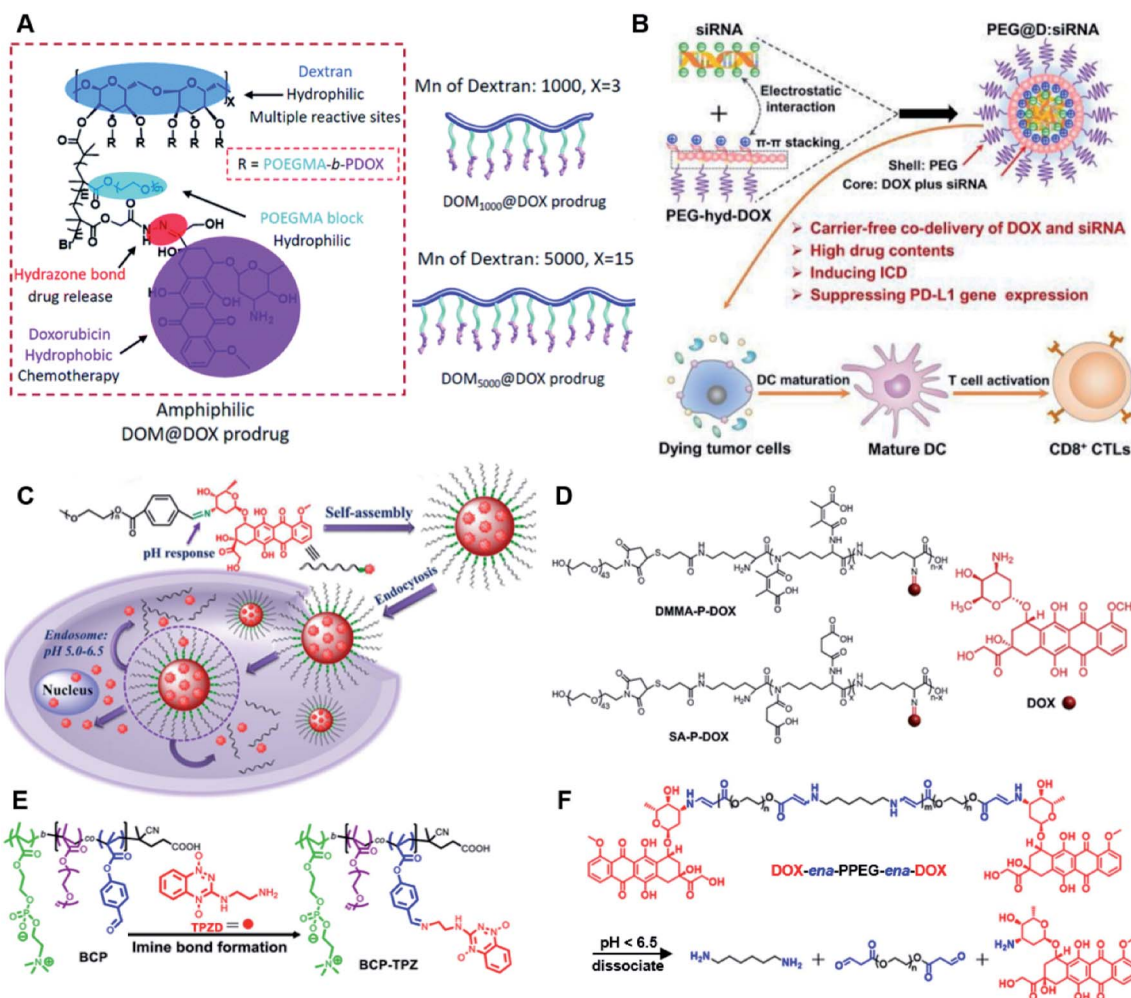 A
Dextran
Hydrophilic
Multiple reactive sites
X
R R R R
R = POEGMA-b-PDOX
POEGMA block
Hydrophilic
Hydrazone bond
drug release
Doxorubicin
Hydrophobic
Chemotherapy
Amphiphilic
DOM@DOX prodrug
Mn of Dextran: 1000, X=3
DOM1000@DOX prodrug
Mn of Dextran: 5000, X=15
DOM5000@DOX prodrug
B
siRNA
Electrostatic
interaction
+
π-π stacking
PEG-hyd-DOX
PEG@D:siRNA
Shell: PEG
Core: DOX plus siRNA
➤ Carrier-free co-delivery of DOX and siRNA
➤ High drug contents
➤ Inducing ICD
➤ Suppressing PD-L1 gene expression
DC maturation
T cell activation
Dying tumor cells
Mature DC
CD8+ CTLs
C
pH response
Self-assembly
Endocytosis
Endosome:
pH 5.0-6.5
Nucleus
D
DMMA-P-DOX
SA-P-DOX
DOX
E
BCP
TPZD
Imine bond formation
BCP-TPZ
F
DOX-ena-PPEG-ena-DOX
pH < 6.5
dissociate
+
+